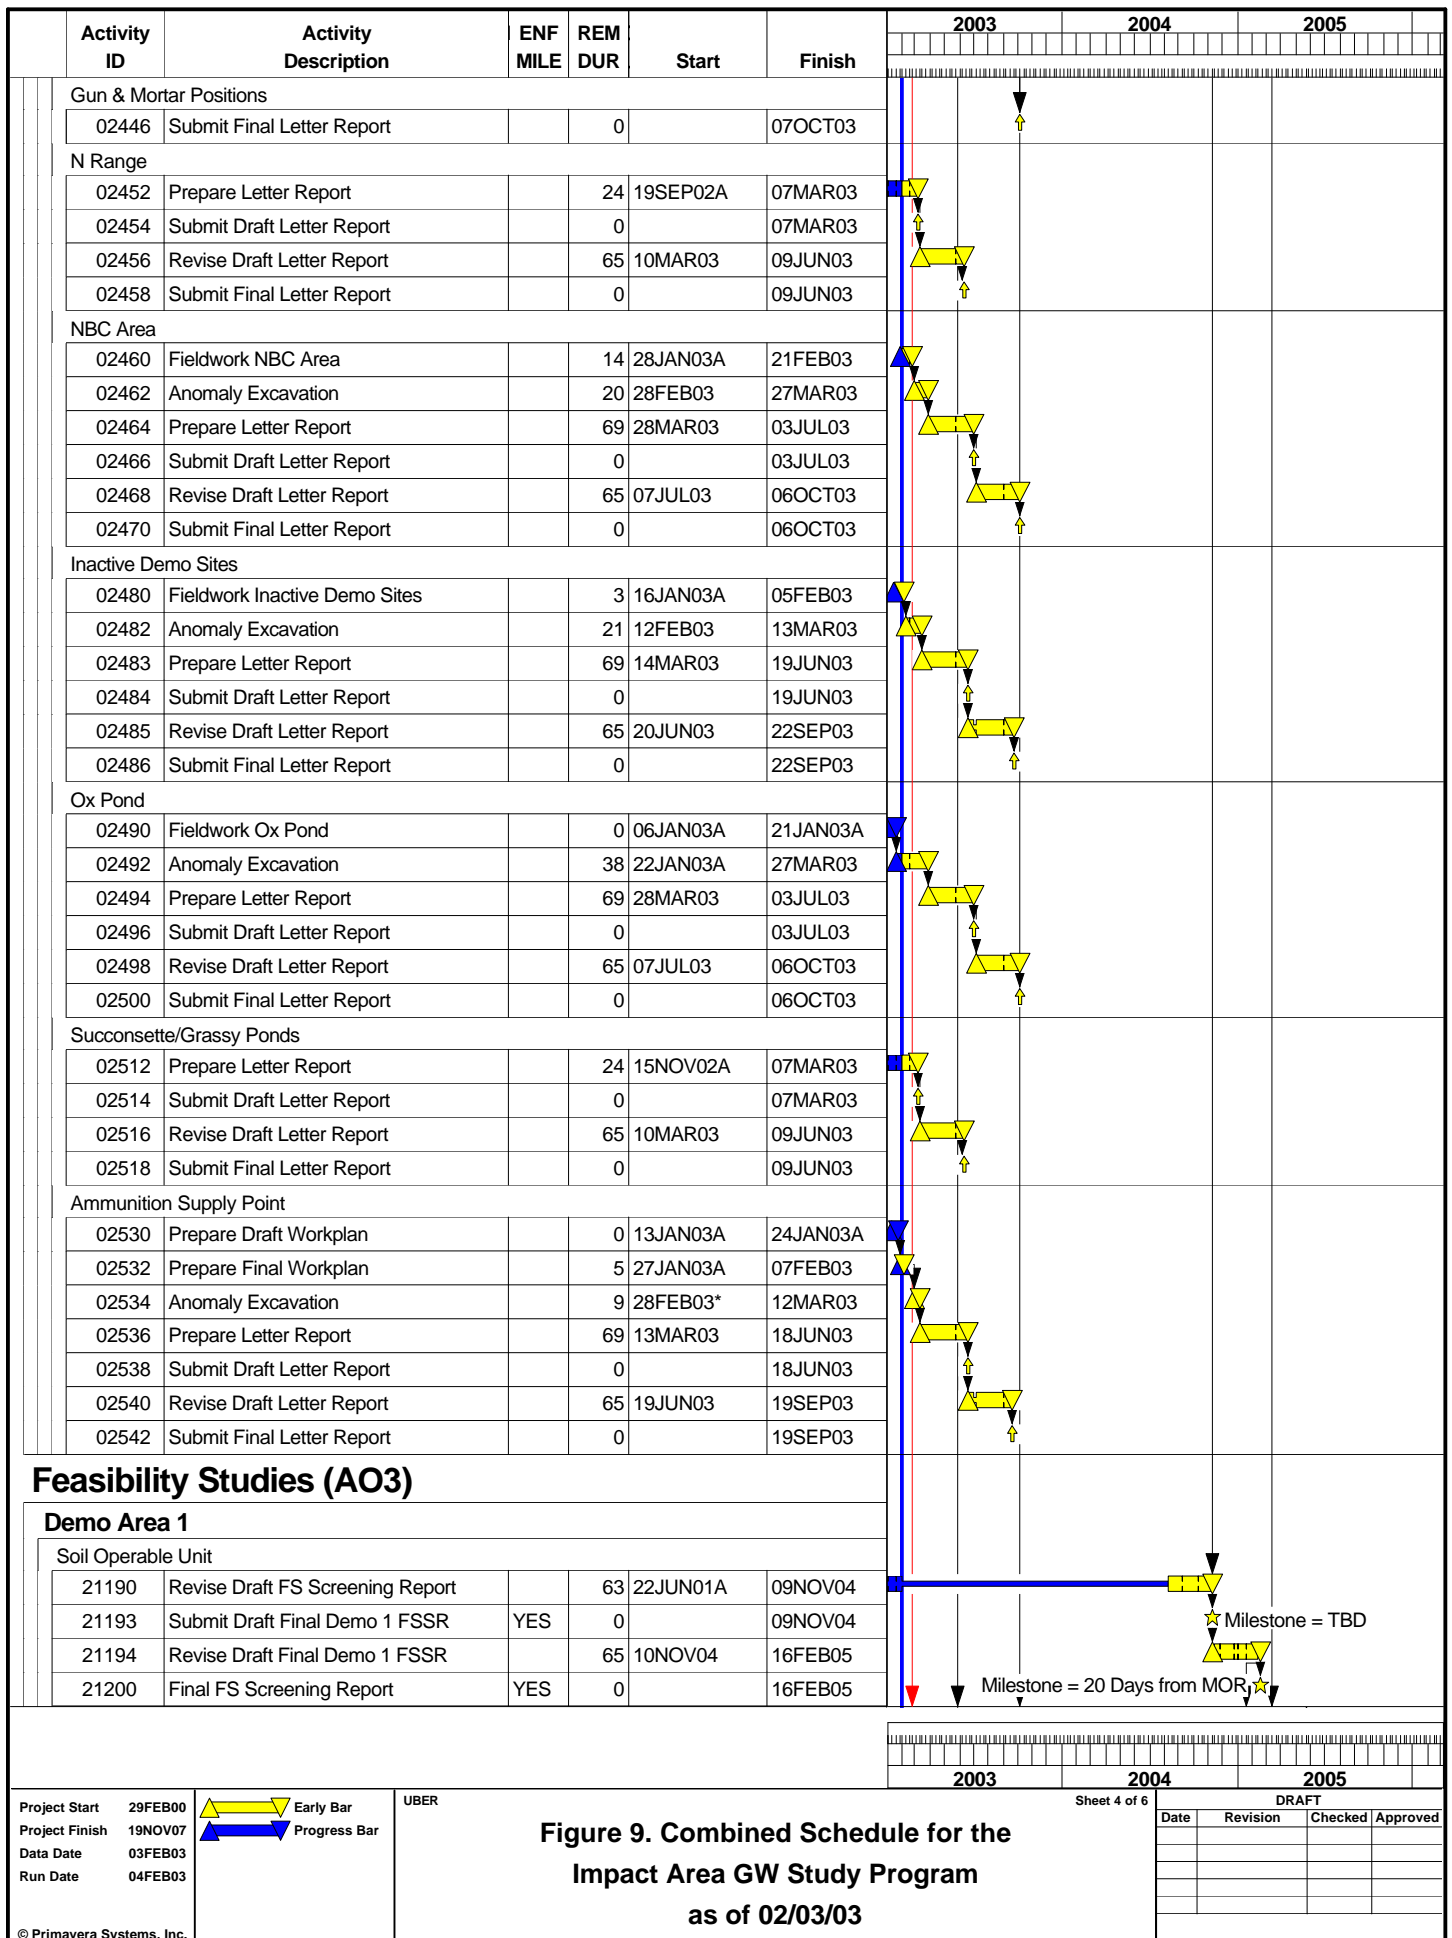 2003 2004 2005
Activity ID Activity Description ENF MILE REM DUR Start Finish
Gun & Mortar Positions
02446 Submit Final Letter Report 0 07OCT03
N Range
02452 Prepare Letter Report 24 19SEP02A 07MAR03
02454 Submit Draft Letter Report 0 07MAR03
02456 Revise Draft Letter Report 65 10MAR03 09JUN03
02458 Submit Final Letter Report 0 09JUN03
NBC Area
02460 Fieldwork NBC Area 14 28JAN03A 21FEB03
02462 Anomaly Excavation 20 28FEB03 27MAR03
02464 Prepare Letter Report 69 28MAR03 03JUL03
02466 Submit Draft Letter Report 0 03JUL03
02468 Revise Draft Letter Report 65 07JUL03 06OCT03
02470 Submit Final Letter Report 0 06OCT03
Inactive Demo Sites
02480 Fieldwork Inactive Demo Sites 3 16JAN03A 05FEB03
02482 Anomaly Excavation 21 12FEB03 13MAR03
02483 Prepare Letter Report 69 14MAR03 19JUN03
02484 Submit Draft Letter Report 0 19JUN03
02485 Revise Draft Letter Report 65 20JUN03 22SEP03
02486 Submit Final Letter Report 0 22SEP03
Ox Pond
02490 Fieldwork Ox Pond 0 06JAN03A 21JAN03A
02492 Anomaly Excavation 38 22JAN03A 27MAR03
02494 Prepare Letter Report 69 28MAR03 03JUL03
02496 Submit Draft Letter Report 0 03JUL03
02498 Revise Draft Letter Report 65 07JUL03 06OCT03
02500 Submit Final Letter Report 0 06OCT03
Succonsette/Grassy Ponds
02512 Prepare Letter Report 24 15NOV02A 07MAR03
02514 Submit Draft Letter Report 0 07MAR03
02516 Revise Draft Letter Report 65 10MAR03 09JUN03
02518 Submit Final Letter Report 0 09JUN03
Ammunition Supply Point
02530 Prepare Draft Workplan 0 13JAN03A 24JAN03A
02532 Prepare Final Workplan 5 27JAN03A 07FEB03
02534 Anomaly Excavation 9 28FEB03* 12MAR03
02536 Prepare Letter Report 69 13MAR03 18JUN03
02538 Submit Draft Letter Report 0 18JUN03
02540 Revise Draft Letter Report 65 19JUN03 19SEP03
02542 Submit Final Letter Report 0 19SEP03
Feasibility Studies (AO3)
Demo Area 1
Soil Operable Unit
21190 Revise Draft FS Screening Report 63 22JUN01A 09NOV04
21193 Submit Draft Final Demo 1 FSSR YES 0 09NOV04 Milestone = TBD
21194 Revise Draft Final Demo 1 FSSR 65 10NOV04 16FEB05
21200 Final FS Screening Report YES 0 16FEB05 Milestone = 20 Days from MOR
2003 2004 2005
Project Start 29FEB00
Project Finish 19NOV07
Data Date 03FEB03
Run Date 04FEB03
© Primavera Systems, Inc.
Early Bar
Progress Bar
UBER
Sheet 4 of 6
Figure 9. Combined Schedule for the
Impact Area GW Study Program
as of 02/03/03
DRAFT
Date Revision Checked Approved